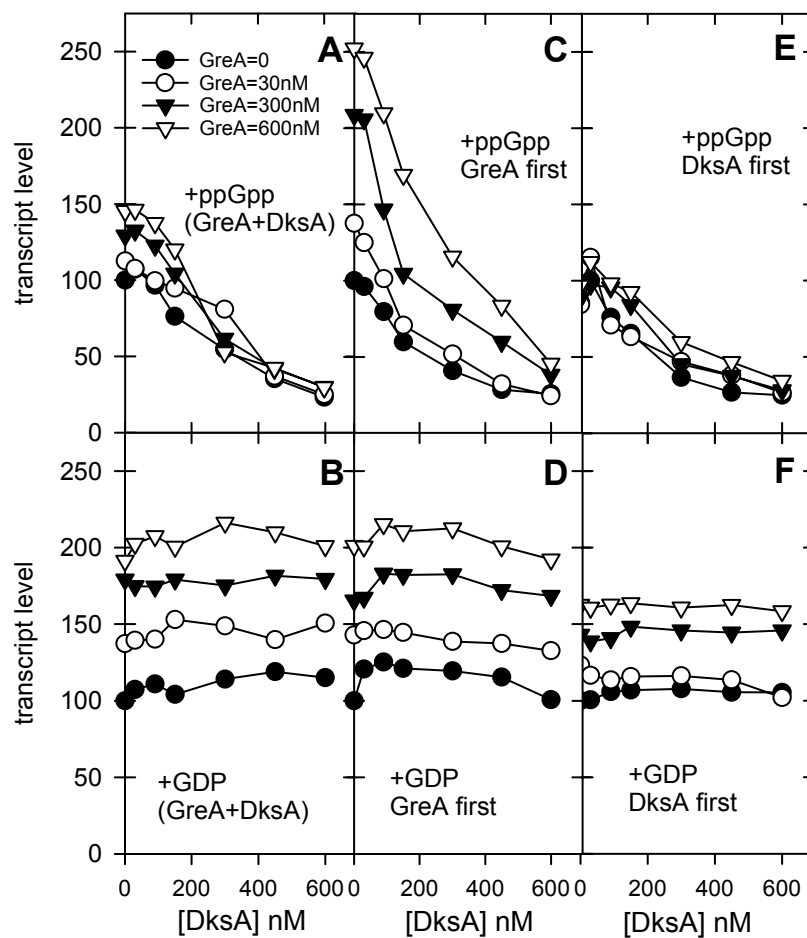 A
C
E
GreA=0
GreA=30nM
GreA=300nM
GreA=600nM
+ppGpp
(GreA+DksA)
+ppGpp
GreA first
+ppGpp
DksA first
transcript level
250
200
150
100
50
0
B
D
F
+GDP
(GreA+DksA)
+GDP
GreA first
+GDP
DksA first
transcript level
250
200
150
100
50
0
0 200 400 600 0 200 400 600 0 200 400 600
[DksA] nM [DksA] nM [DksA] nM